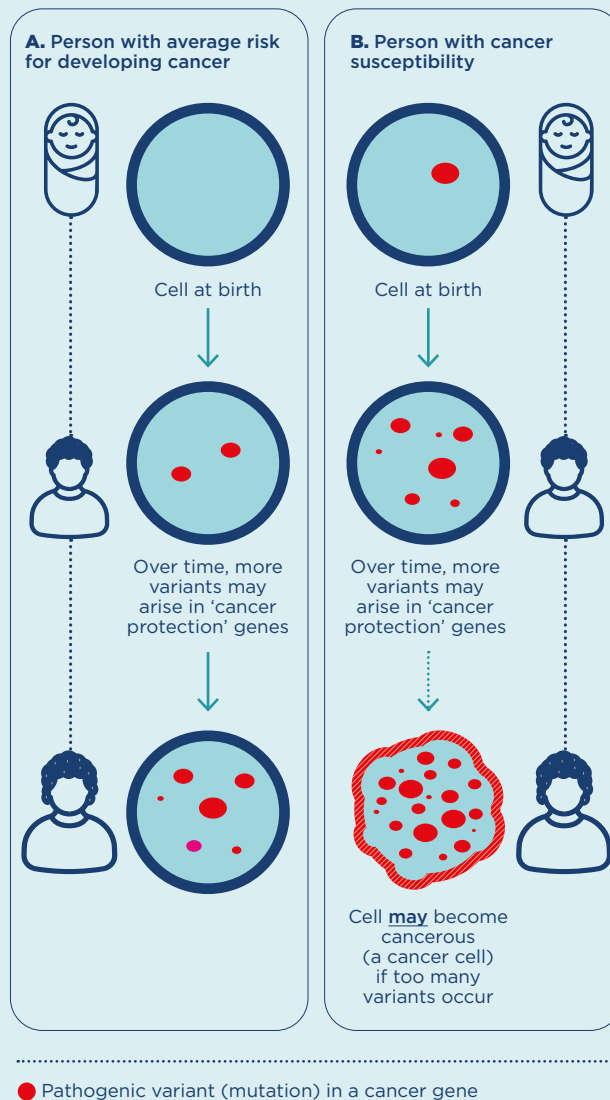 A. Person with average risk
for developing cancer
Cell at birth
Over time, more
variants may
arise in ‘cancer
protection’ genes
B. Person with cancer
susceptibility
Cell at birth
Over time, more
variants may
arise in ‘cancer
protection’ genes
Cell may become
cancerous
(a cancer cell)
if too many
variants occur
Pathogenic variant (mutation) in a cancer gene